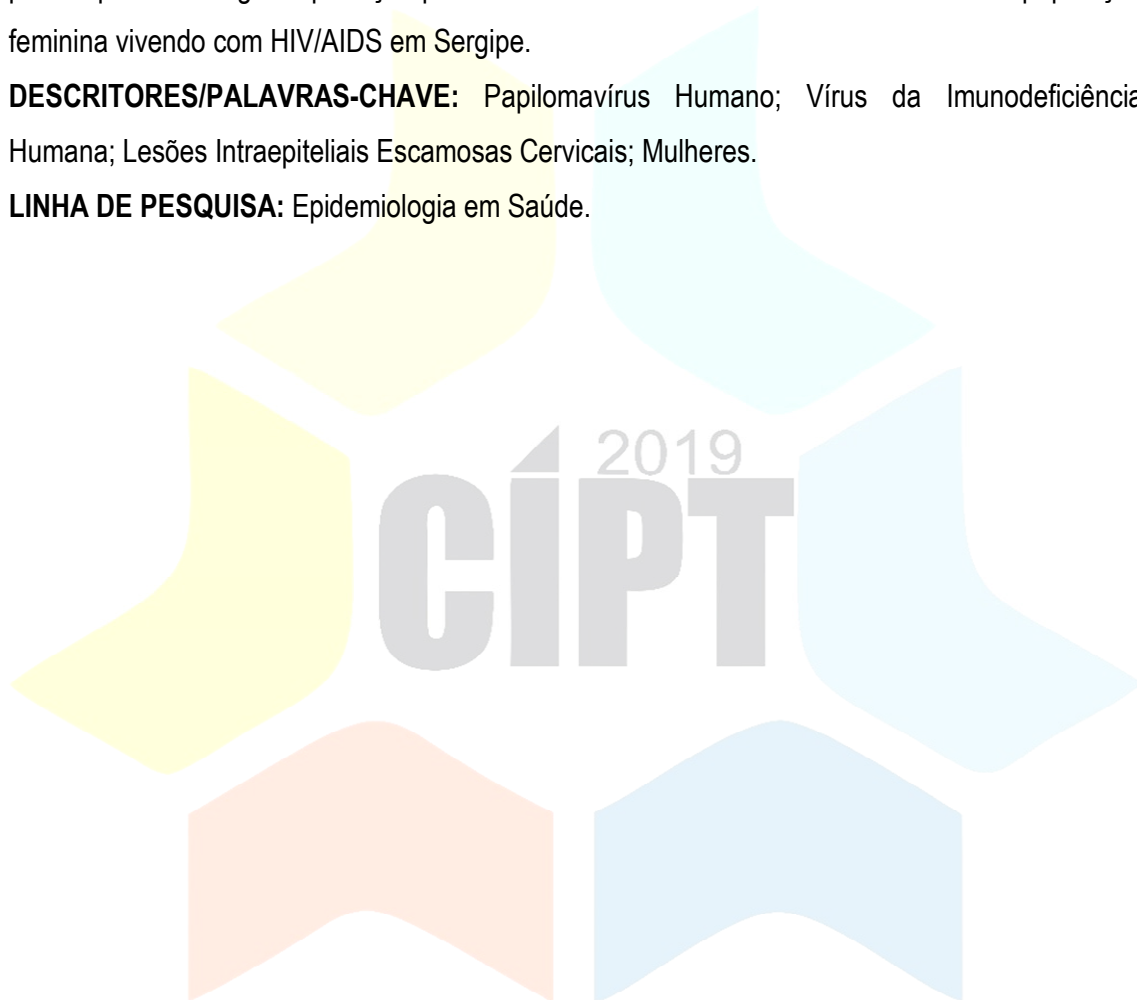 feminina vivendo com HIV/AIDS em Sergipe.
DESCRITORES/PALAVRAS-CHAVE: Papilomavírus Humano; Vírus da Imunodeficiência
Humana; Lesões Intraepiteliais Escamosas Cervicais; Mulheres.
LINHA DE PESQUISA: Epidemiologia em Saúde.
2019
CÍPT